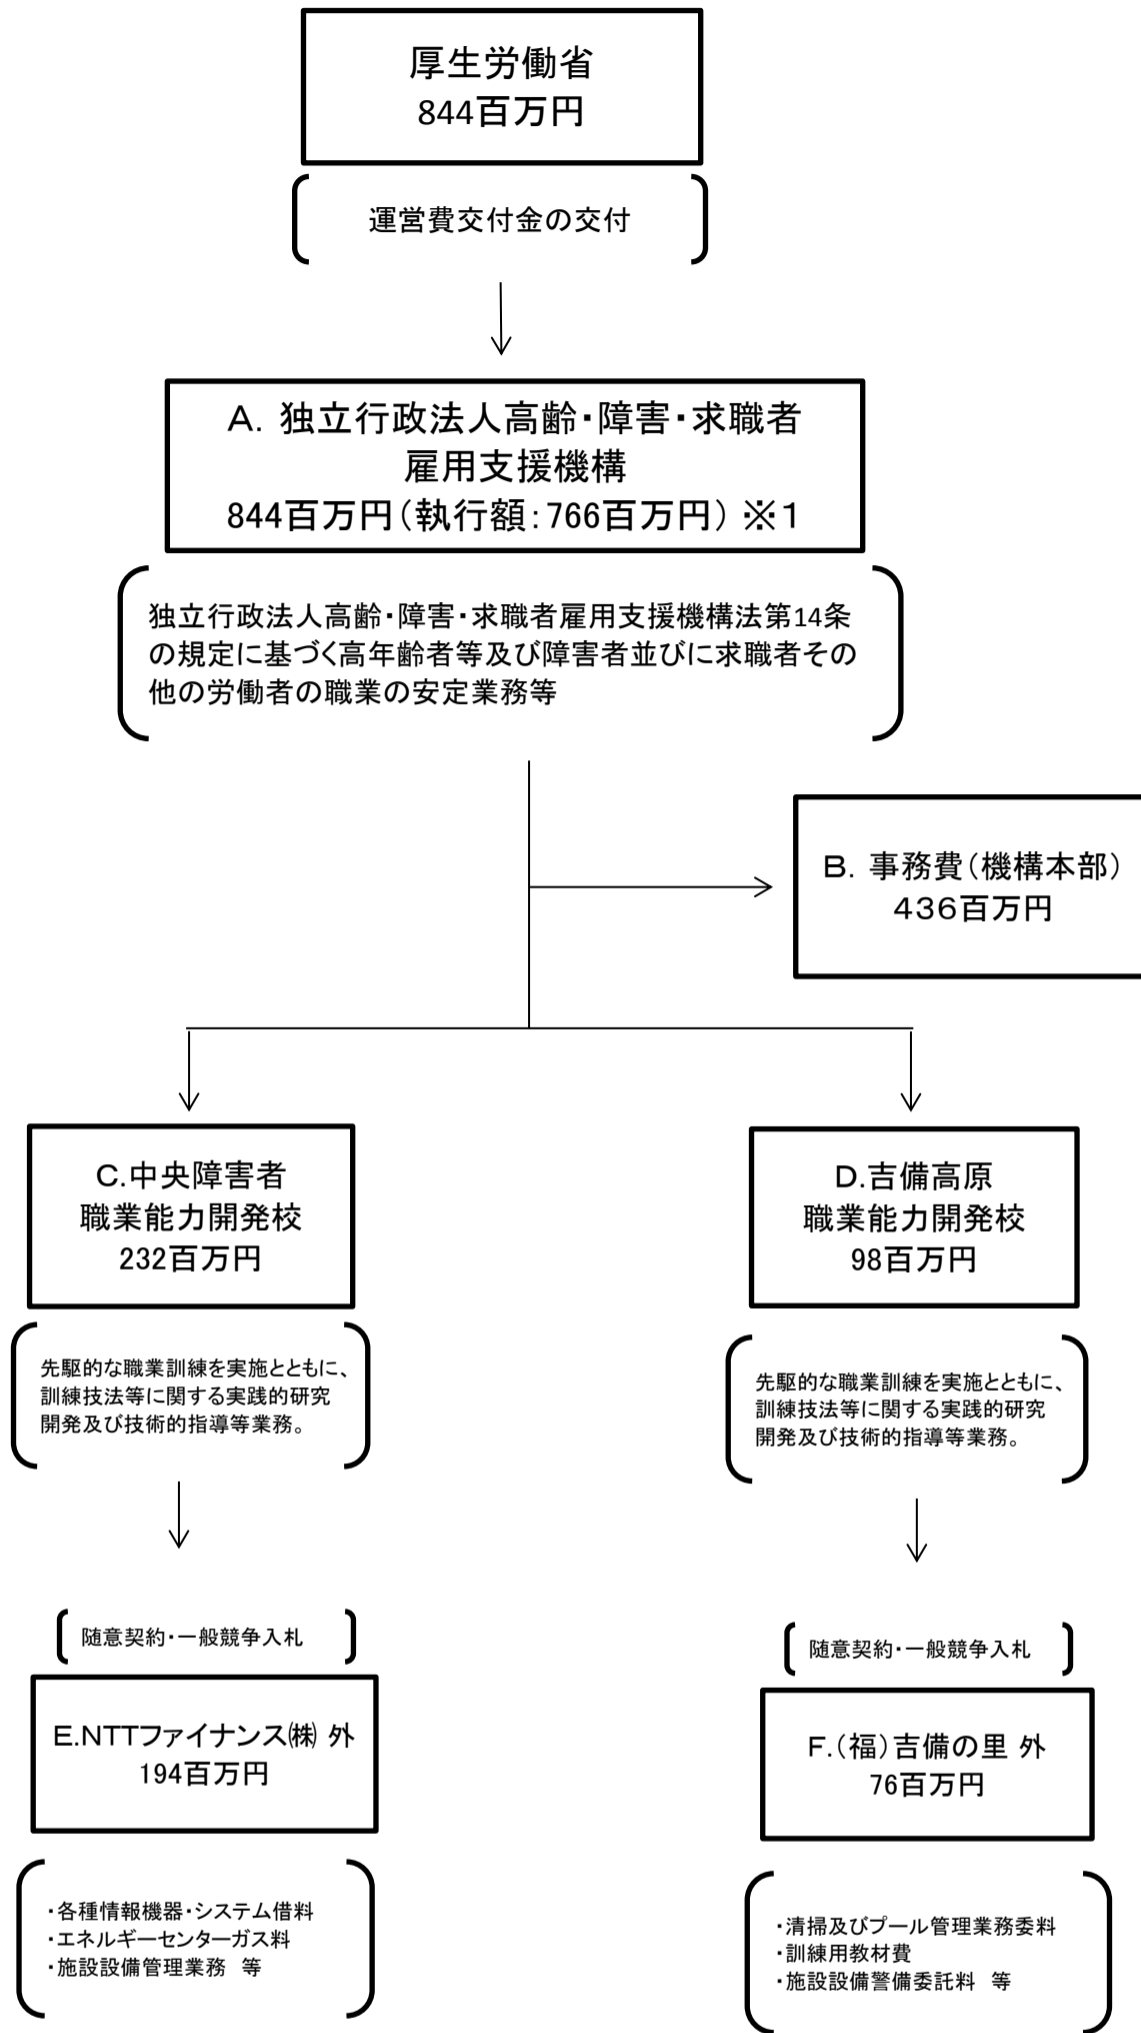 厚生労働省
844百万円
運営費交付金の交付
A. 独立行政法人高齢・障害・求職者
雇用支援機構
844百万円(執行額:766百万円) ※1
独立行政法人高齢・障害・求職者雇用支援機構法第14条
の規定に基づく高年齢者等及び障害者並びに求職者その
他の労働者の職業の安定業務等
B. 事務費(機構本部)
436百万円
C.中央障害者
職業能力開発校
232百万円
先駆的な職業訓練を実施とともに、
訓練技法等に関する実践的研究
開発及び技術的指導等業務。
随意契約・一般競争入札
E.NTTファイナンス㈱ 外
194百万円
・各種情報機器・システム借料
・エネルギーセンターガス料
・施設設備管理業務 等
D.吉備高原
職業能力開発校
98百万円
先駆的な職業訓練を実施とともに、
訓練技法等に関する実践的研究
開発及び技術的指導等業務。
随意契約・一般競争入札
F.(福)吉備の里 外
76百万円
・清掃及びプール管理業務委料
・訓練用教材費
・施設設備警備委託料 等